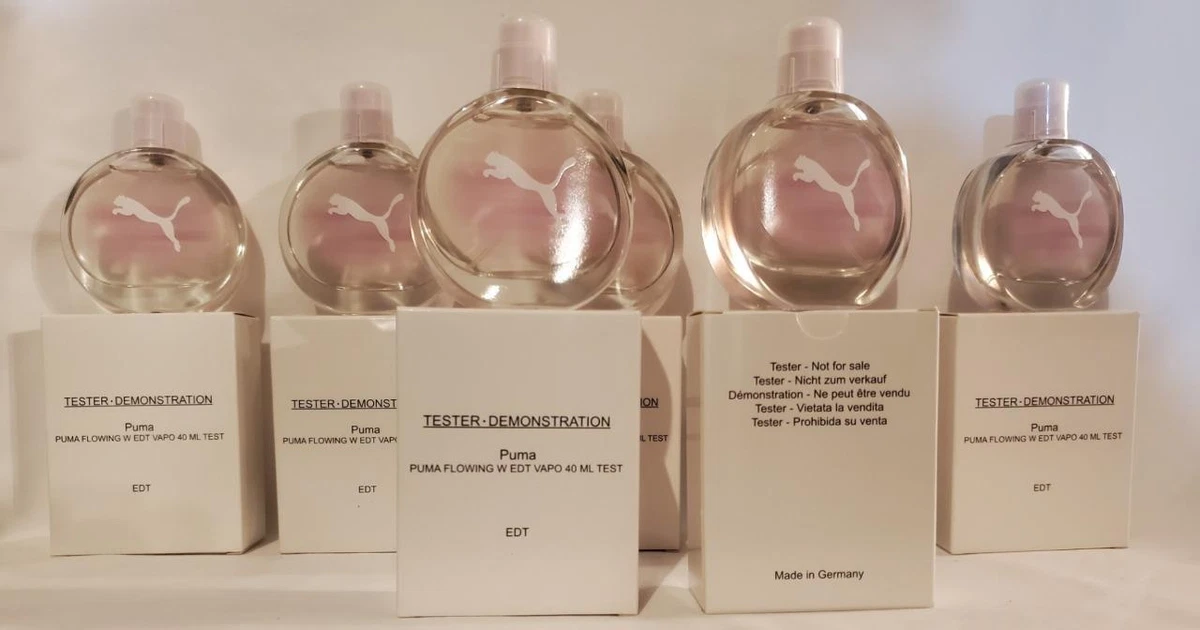 TESTER·DEMONSTRATION
Puma
PUMA FLOWING W EDT VAPO 40 ML TEST
EDT
TESTER·DEMONST
Puma
PUMA FLOWING W EDT VAPO
EDT
TESTER·DEMONSTRATION
Puma
PUMA FLOWING W EDT VAPO 40 ML TEST
EDT
ION
ML TEST
Tester - Not for sale
Tester - Nicht zum verkauf
Démonstration - Ne peut être vendu
Tester - Vietata la vendita
Tester - Prohibida su venta
Made in Germany
TESTER·DEMONSTRATION
Puma
PUMA FLOWING W EDT VAPO 40 ML TEST
EDT